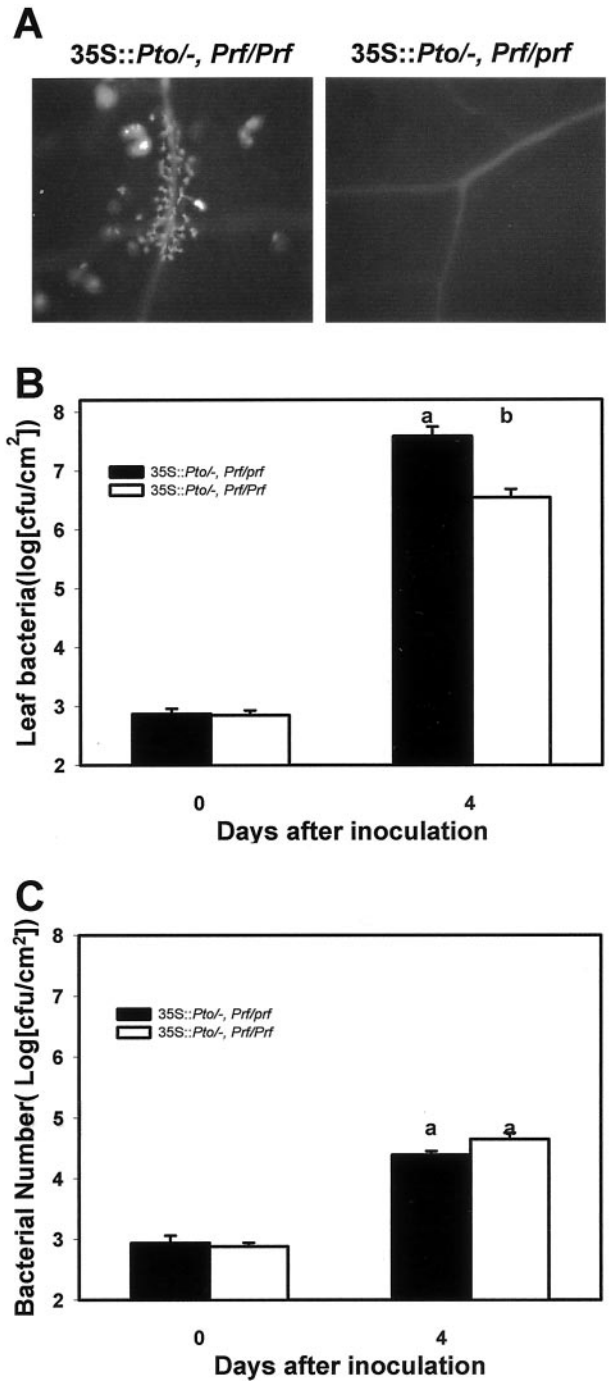 A
35S::Pto/-, Prf/Prf
35S::Pto/-, Prf/prf
B
Leaf bacteria(log[cfu/cm2])
8
7
6
5
4
3
2
35S::Pto/-, Prf/prf
35S::Pto/-, Prf/Prf
a
b
0
4
Days after inoculation
C
Bacterial Number( Log[cfu/cm²])
8
7
6
5
4
3
2
35S::Pto/-, Prf/prf
35S::Pto/-, Prf/Prf
a
a
0
4
Days after inoculation